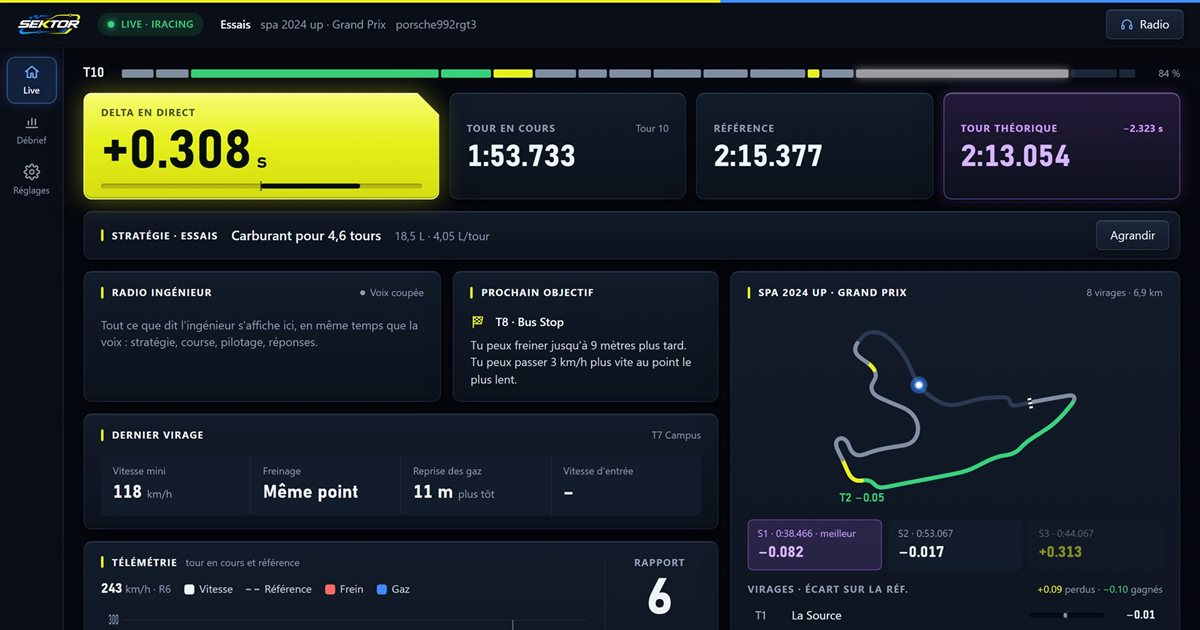 SEKTOR
LIVE · IRACING
Essais spa 2024 up · Grand Prix porsche992rgt3
Radio
Live
Débrief
Réglages
T10
84 %
DELTA EN DIRECT
+0.308 s
TOUR EN COURS Tour 10
1:53.733
RÉFÉRENCE
2:15.377
TOUR THÉORIQUE −2.323 s
2:13.054
STRATÉGIE · ESSAIS Carburant pour 4,6 tours 18,5 L · 4,05 L/tour
Agrandir
RADIO INGÉNIEUR Voix coupée
Tout ce que dit l'ingénieur s'affiche ici, en même temps que la
voix : stratégie, course, pilotage, réponses.
PROCHAIN OBJECTIF
T8 · Bus Stop
Tu peux freiner jusqu'à 9 mètres plus tard.
Tu peux passer 3 km/h plus vite au point le
plus lent.
DERNIER VIRAGE T7 Campus
Vitesse mini
118 km/h
Freinage
Même point
Reprise des gaz
11 m plus tôt
Vitesse d'entrée
–
TÉLÉMÉTRIE tour en cours et référence
243 km/h · R6 Vitesse Référence Frein Gaz
300
RAPPORT
6
SPA 2024 UP · GRAND PRIX 8 virages · 6,9 km
T2 −0.05
S1 · 0:38.466 · meilleur
−0.082
S2 · 0:53.067
−0.017
S3 · 0:44.067
+0.313
VIRAGES · ÉCART SUR LA RÉF. +0.09 perdus · −0.10 gagnés
T1 La Source −0.01